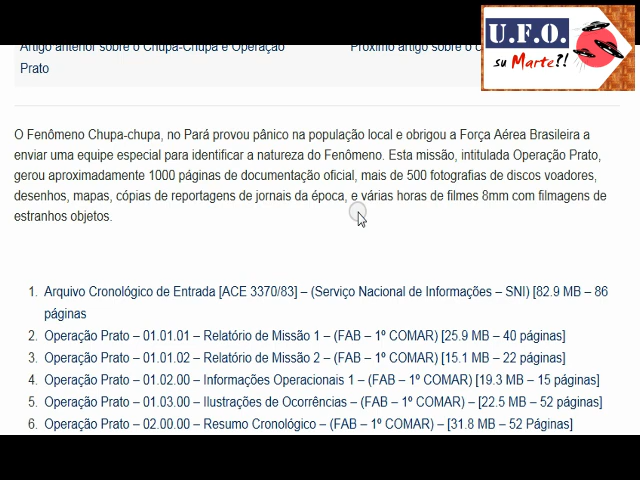 Artigo anterior sobre o Chupa-Chupa e Operação
Prato
Próximo artigo sobre o
U.F.O.
su Marte?!
O Fenômeno Chupa-chupa, no Pará provou pânico na população local e obrigou a Força Aérea Brasileira a
enviar uma equipe especial para identificar a natureza do Fenômeno. Esta missão, intitulada Operação Prato,
gerou aproximadamente 1000 páginas de documentação oficial, mais de 500 fotografias de discos voadores,
desenhos, mapas, cópias de reportagens de jornais da época, e várias horas de filmes 8mm com filmagens de
estranhos objetos.
1. Arquivo Cronológico de Entrada [ACE 3370/83] – (Serviço Nacional de Informações – SNI) [82.9 MB – 86
páginas
2. Operação Prato – 01.01.01 – Relatório de Missão 1 – (FAB – 1º COMAR) [25.9 MB – 40 páginas]
3. Operação Prato – 01.01.02 – Relatório de Missão 2 – (FAB – 1º COMAR) [15.1 MB – 22 páginas]
4. Operação Prato – 01.02.00 – Informações Operacionais 1 – (FAB – 1º COMAR) [19.3 MB – 15 páginas]
5. Operação Prato – 01.03.00 – Ilustrações de Ocorrências – (FAB – 1º COMAR) – [22.5 MB – 52 páginas]
6. Operação Prato – 02.00.00 – Resumo Cronológico – (FAB – 1º COMAR) – [31.8 MB – 52 Páginas]